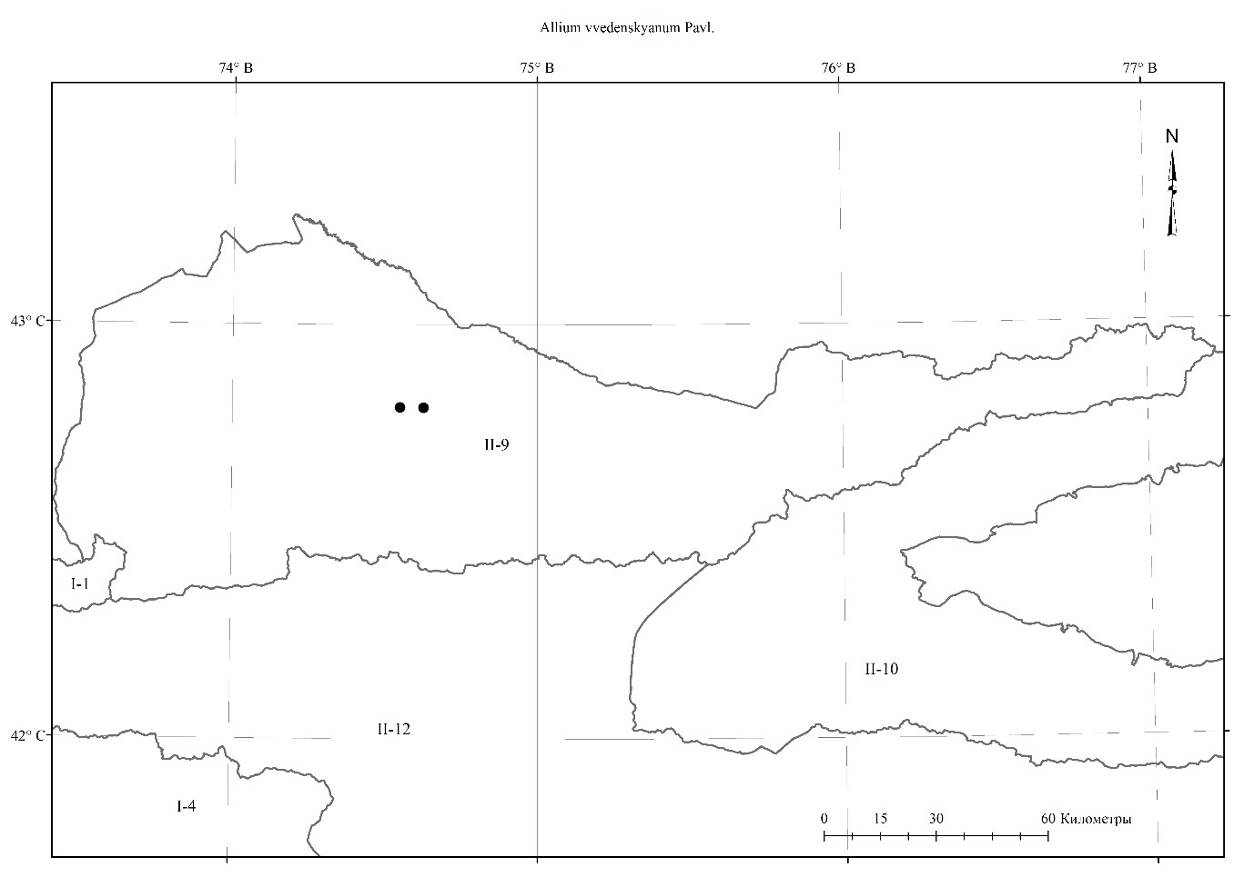 Allium vvedenskyanum Pavl.
74° В 75° В 76° В 77° В
N
43° С
II-9
I-1
II-10
42° С
II-12
I-4
0 15 30 60 Километры